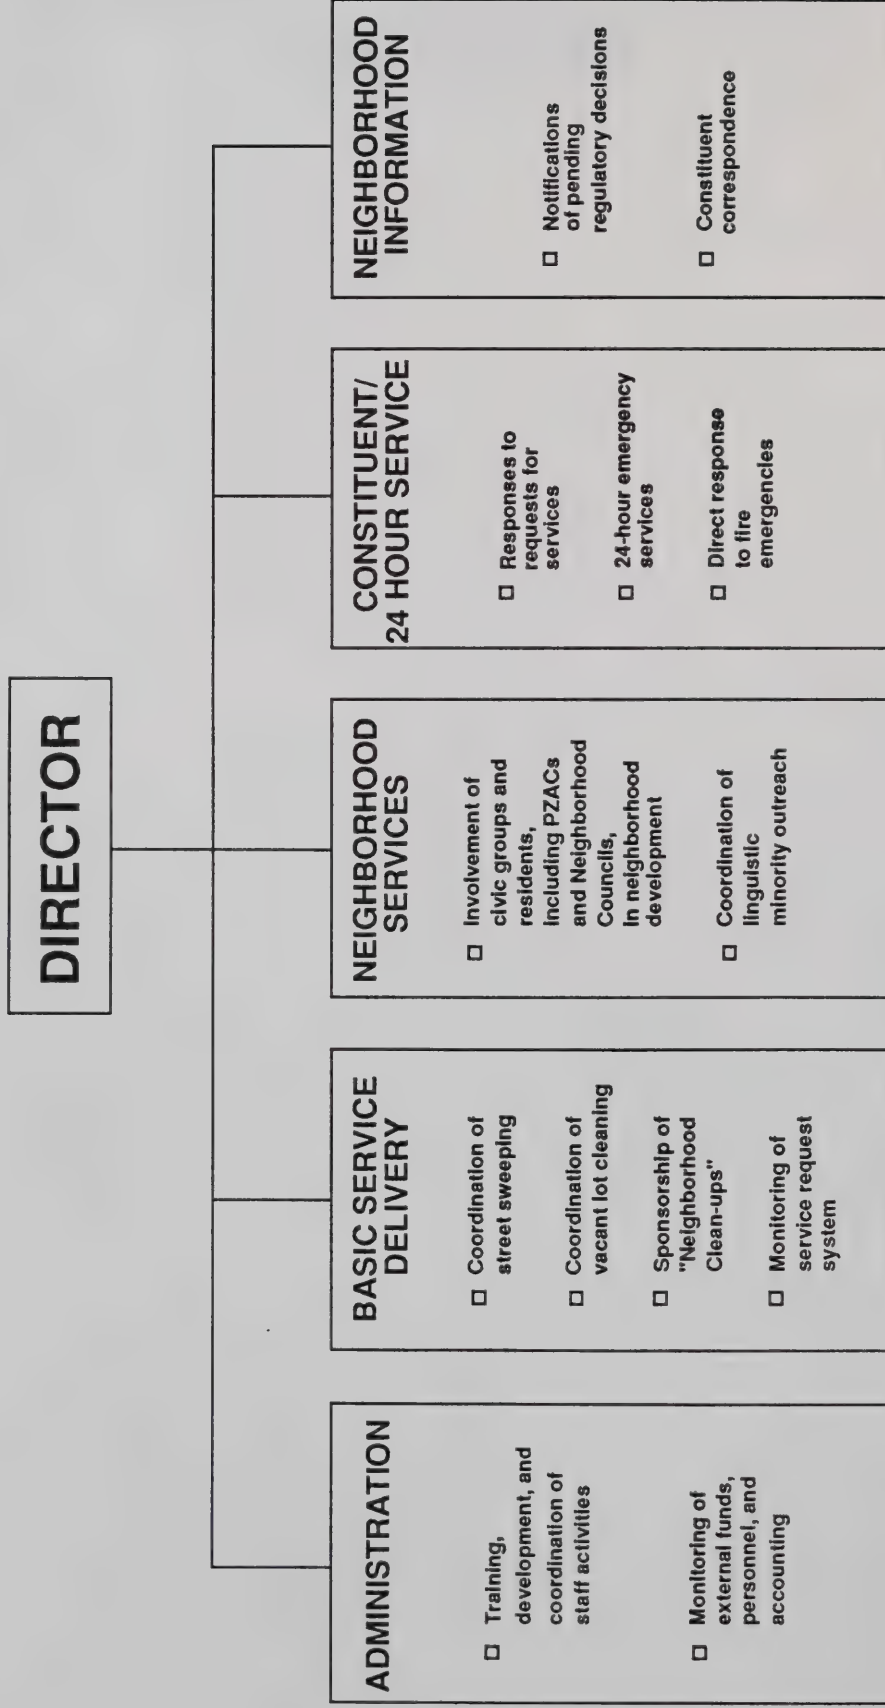 DIRECTOR
ADMINISTRATION
☐ Training,
development, and
coordination of
staff activities
☐ Monitoring of
external funds,
personnel, and
accounting
BASIC SERVICE
DELIVERY
☐ Coordination of
street sweeping
☐ Coordination of
vacant lot cleaning
☐ Sponsorship of
"Neighborhood
Clean-ups"
☐ Monitoring of
service request
system
NEIGHBORHOOD
SERVICES
☐ Involvement of
civic groups and
residents,
including PZACs
and Neighborhood
Councils,
in neighborhood
development
☐ Coordination of
linguistic
minority outreach
CONSTITUENT/
24 HOUR SERVICE
☐ Responses to
requests for
services
☐ 24-hour emergency
services
☐ Direct response
to fire
emergencies
NEIGHBORHOOD
INFORMATION
☐ Notifications
of pending
regulatory decisions
☐ Constituent
correspondence